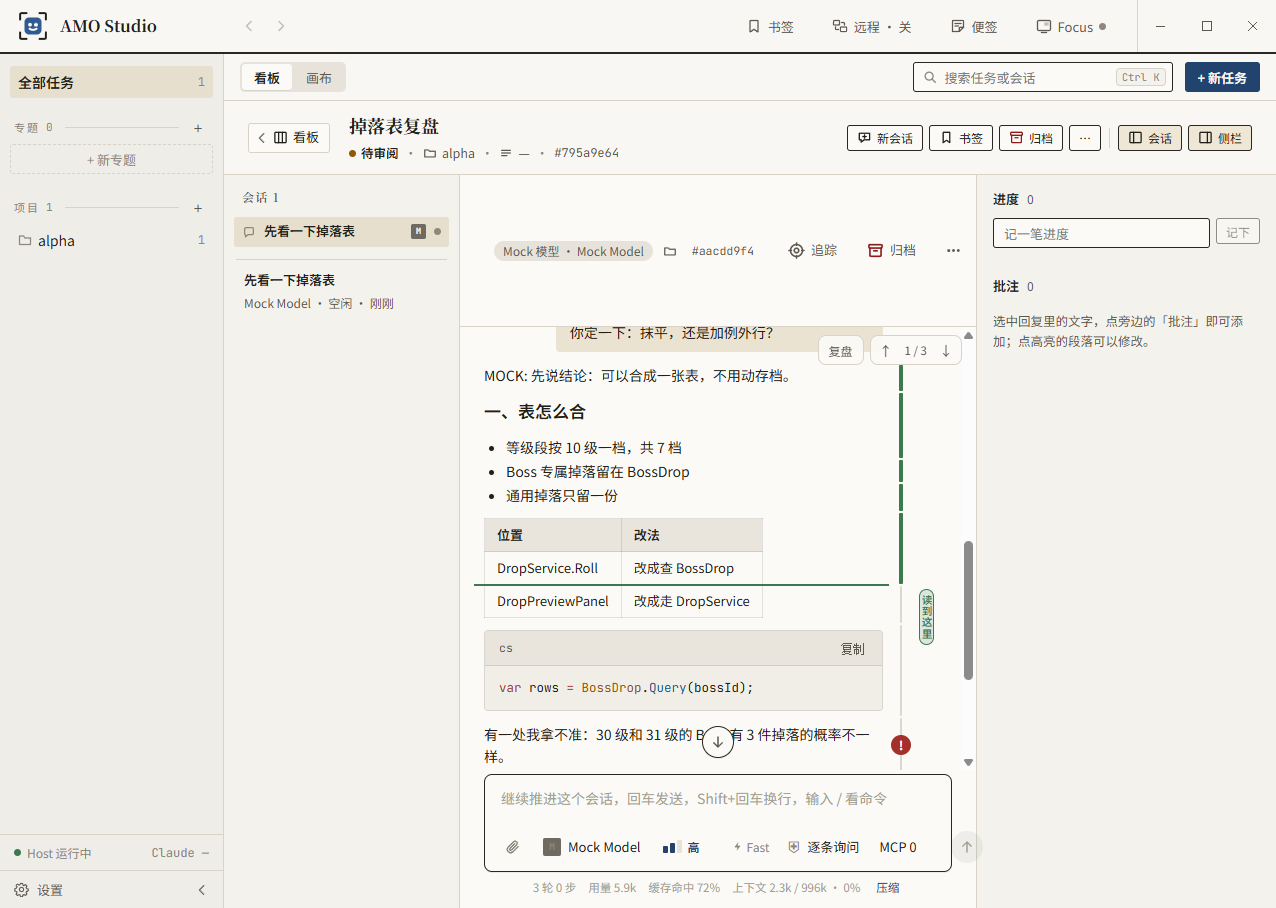 AMO Studio
书签
远程 · 关
便签
Focus
全部任务 1
专题 0
+ 新专题
项目 1
alpha 1
Host 运行中 Claude —
设置
看板 画布
搜索任务或会话 Ctrl K
+ 新任务
看板
掉落表复盘
待审阅 · alpha · — · #795a9e64
新会话 书签 归档 ... 会话 侧栏
会话 1
先看一下掉落表 M
先看一下掉落表
Mock Model · 空闲 · 刚刚
Mock 模型 · Mock Model #aacdd9f4 追踪 归档 ...
你定一下：抹平，还是加例外行？
复盘 ↑ 1 / 3 ↓
MOCK: 先说结论：可以合成一张表，不用动存档。
一、表怎么合
• 等级段按 10 级一档，共 7 档
• Boss 专属掉落留在 BossDrop
• 通用掉落只留一份
位置 改法
DropService.Roll 改成查 BossDrop
DropPreviewPanel 改成走 DropService
读到这里
cs 复制
var rows = BossDrop.Query(bossId);
有一处我拿不准：30 级和 31 级的 B 有 3 件掉落的概率不一
样。
!
继续推进这个会话，回车发送，Shift+回车换行，输入 / 看命令
M Mock Model 高 Fast 逐条询问 MCP 0
3 轮 0 步 用量 5.9k 缓存命中 72% 上下文 2.3k / 996k · 0% 压缩
进度 0
记一笔进度 记下
批注 0
选中回复里的文字，点旁边的「批注」即可添
加；点高亮的段落可以修改。